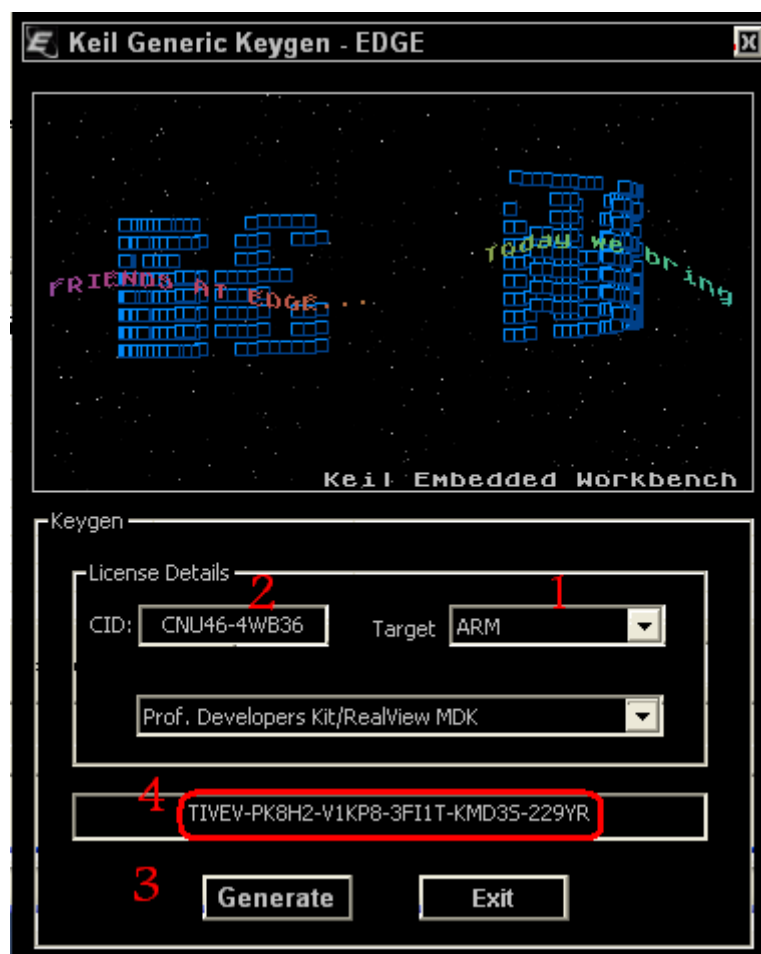 Keil Generic Keygen - EDGE
FRIENDS AT EDGE...
Today we bring
Keil Embedded Workbench
Keygen
License Details
2
1
CID: CNU46-4WB36 Target ARM
Prof. Developers Kit/RealView MDK
4
TIVEV-PK8H2-V1KP8-3FI1T-KMD3S-229YR
3
Generate Exit